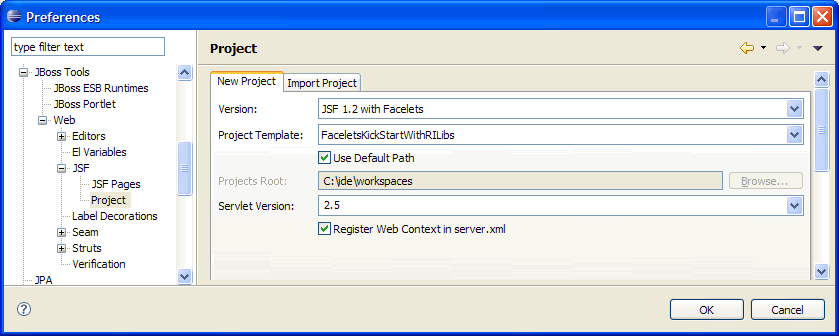 Preferences
type filter text
JBoss Tools
JBoss ESB Runtimes
JBoss Portlet
Web
Editors
El Variables
JSF
JSF Pages
Project
Label Decorations
Seam
Struts
Verification
JPA
Project
New Project
Import Project
Version:
JSF 1.2 with Facelets
Project Template:
FaceletsKickStartWithRILibs
Use Default Path
Projects Root:
C:\ide\workspaces
Browse...
Servlet Version:
2.5
Register Web Context in server.xml
?
OK
Cancel